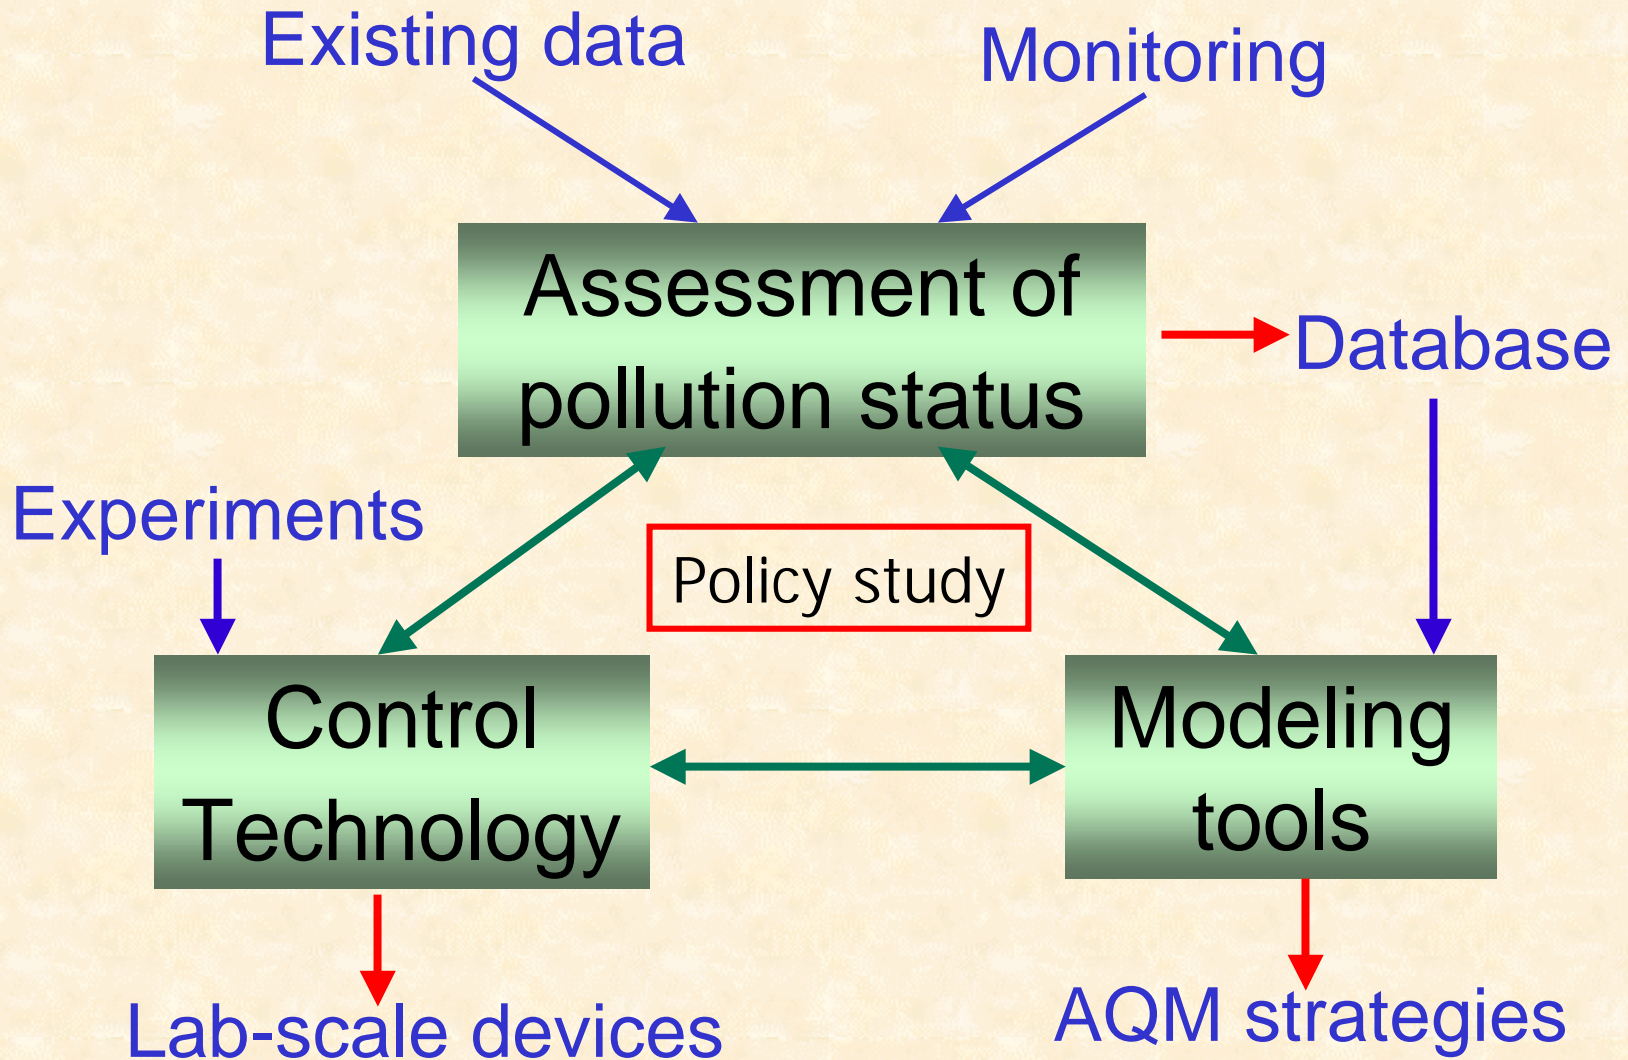 Existing data
Monitoring
Assessment of
pollution status
Database
Experiments
Policy study
Control
Technology
Modeling
tools
Lab-scale devices
AQM strategies